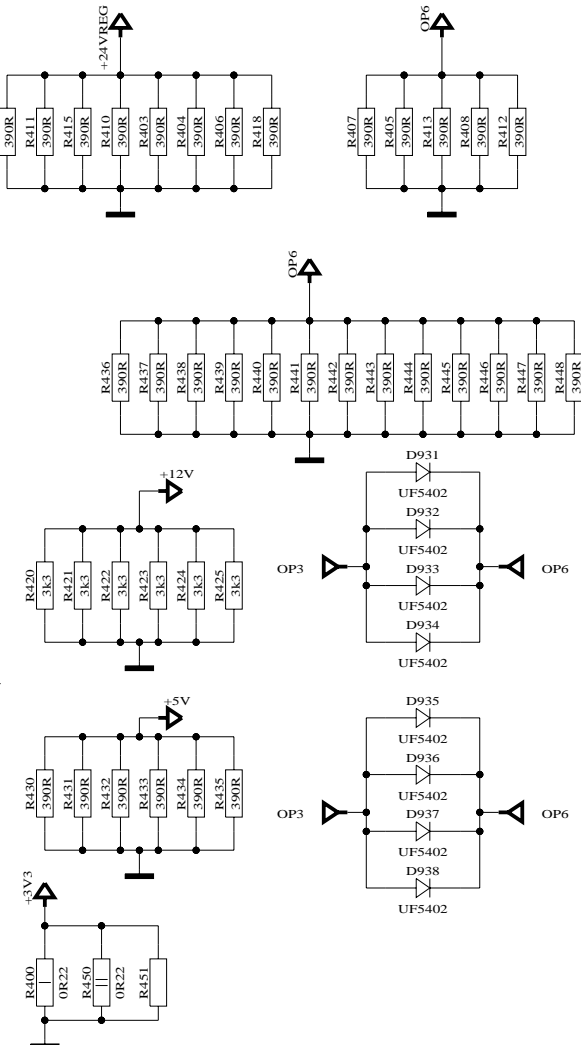 +24VREG
390R
R411
390R
R415
390R
R410
390R
R403
390R
R404
390R
R406
390R
R418
390R
OP6
R407
390R
R405
390R
R413
390R
R408
390R
R412
390R
OP6
R436
390R
R437
390R
R438
390R
R439
390R
R440
390R
R441
390R
R442
390R
R443
390R
R444
390R
R445
390R
R446
390R
R447
390R
R448
390R
+12V
R420
3k3
R421
3k3
R422
3k3
R423
3k3
R424
3k3
R425
3k3
D931
UF5402
D932
UF5402
OP3
D933
OP6
UF5402
D934
UF5402
+5V
R430
390R
R431
390R
R432
390R
R433
390R
R434
390R
R435
390R
D935
UF5402
D936
UF5402
OP3
D937
OP6
UF5402
D938
UF5402
+3V3
R400
0R22
R450
0R22
R451